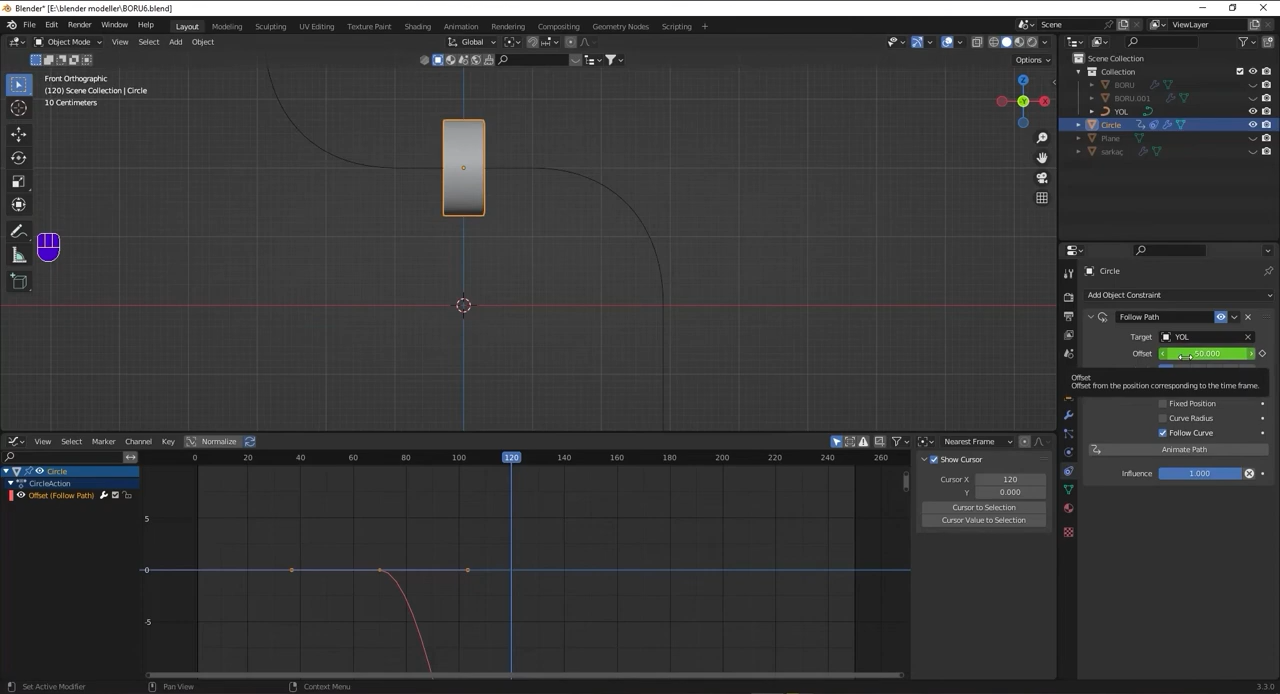 Blender* [E:\blender modeller\BORU6.blend]
File Edit Render Window Help Layout Modeling Sculpting UV Editing Texture Paint Shading Animation Rendering Compositing Geometry Nodes Scripting + Scene ViewLayer
Object Mode View Select Add Object Global
Options
Front Orthographic
(120) Scene Collection | Circle
10 Centimeters
Z
X
Y
Scene Collection
Collection
BORU
BORU.001
YOL
Circle
Plane
sarkaç
Circle
Add Object Constraint
Follow Path
Target YOL
Offset -50.000
Offset
Offset from the position corresponding to the time frame.
Fixed Position
Curve Radius
Follow Curve
Animate Path
Influence 1.000
View Select Marker Channel Key Normalize Nearest Frame
0 20 40 60 80 100 120 140 160 180 200 220 240 260
Circle
CircleAction
Offset (Follow Path)
5
0
-5
Show Cursor
Cursor X 120
Y 0.000
Cursor to Selection
Cursor Value to Selection
Set Active Modifier Pan View Context Menu 3.3.0